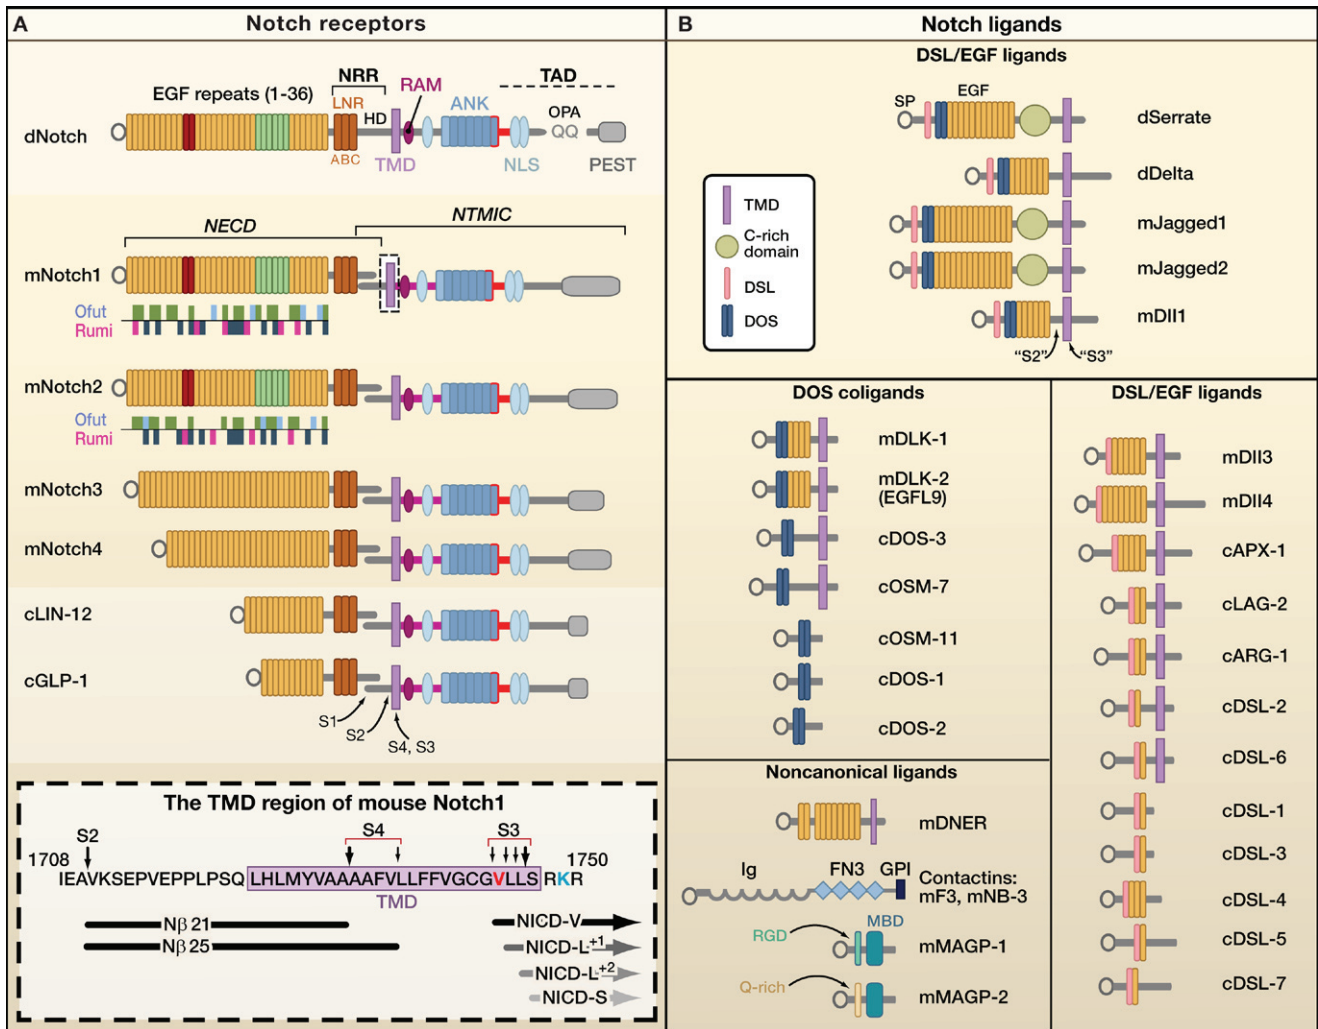 A
Notch receptors
EGF repeats (1-36)
NRR
LNR
HD
RAM
ANK
TAD
OPA
QQ
dNotch
ABC
TMD
NLS
PEST
NECD
NTMIC
mNotch1
Ofut
Rumi
mNotch2
Ofut
Rumi
mNotch3
mNotch4
cLIN-12
cGLP-1
S1
S2
S4, S3
The TMD region of mouse Notch1
S2
S4
S3
1708
1750
IEAVKSEPVEPPLPSQLHLMYVAAAAFVLLFFVGCGVLLSRKR
TMD
Nβ 21
Nβ 25
NICD-V
NICD-L+1
NICD-L+2
NICD-S
B
Notch ligands
DSL/EGF ligands
SP
EGF
dSerrate
dDelta
mJagged1
mJagged2
mDll1
"S2"
"S3"
TMD
C-rich
domain
DSL
DOS
DOS coligands
mDLK-1
mDLK-2
(EGFL9)
cDOS-3
cOSM-7
cOSM-11
cDOS-1
cDOS-2
Noncanonical ligands
mDNER
Ig
FN3
GPI
Contactins:
mF3, mNB-3
RGD
MBD
mMAGP-1
Q-rich
mMAGP-2
DSL/EGF ligands
mDll3
mDll4
cAPX-1
cLAG-2
cARG-1
cDSL-2
cDSL-6
cDSL-1
cDSL-3
cDSL-4
cDSL-5
cDSL-7